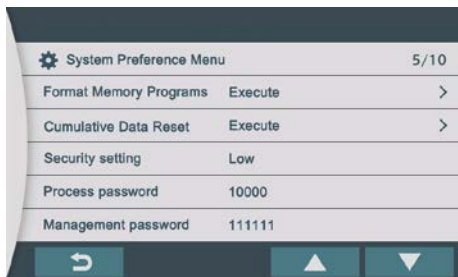 System Preference Menu 5/10
Format Memory Programs Execute >
Cumulative Data Reset Execute >
Security setting Low
Process password 10000
Management password 111111